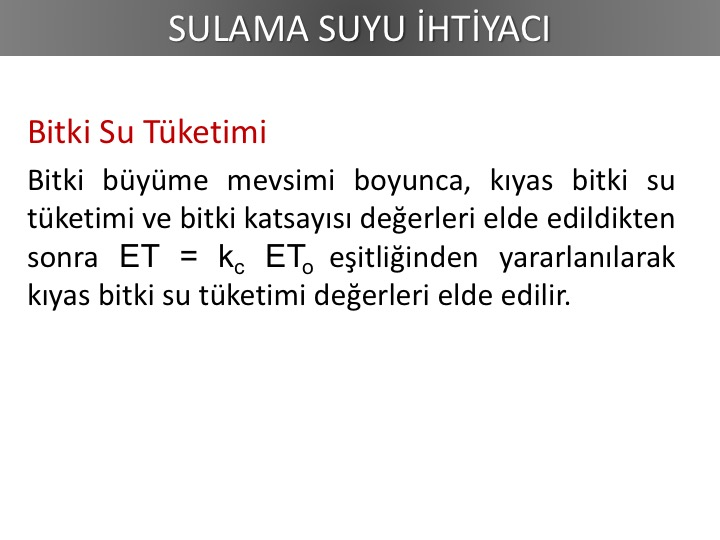 SULAMA SUYU İHTİYACI
Bitki Su Tüketimi
Bitki büyüme mevsimi boyunca, kıyas bitki su
tüketimi ve bitki katsayısı değerleri elde edildikten
sonra ET = kc ETo eşitliğinden yararlanılarak
kıyas bitki su tüketimi değerleri elde edilir.